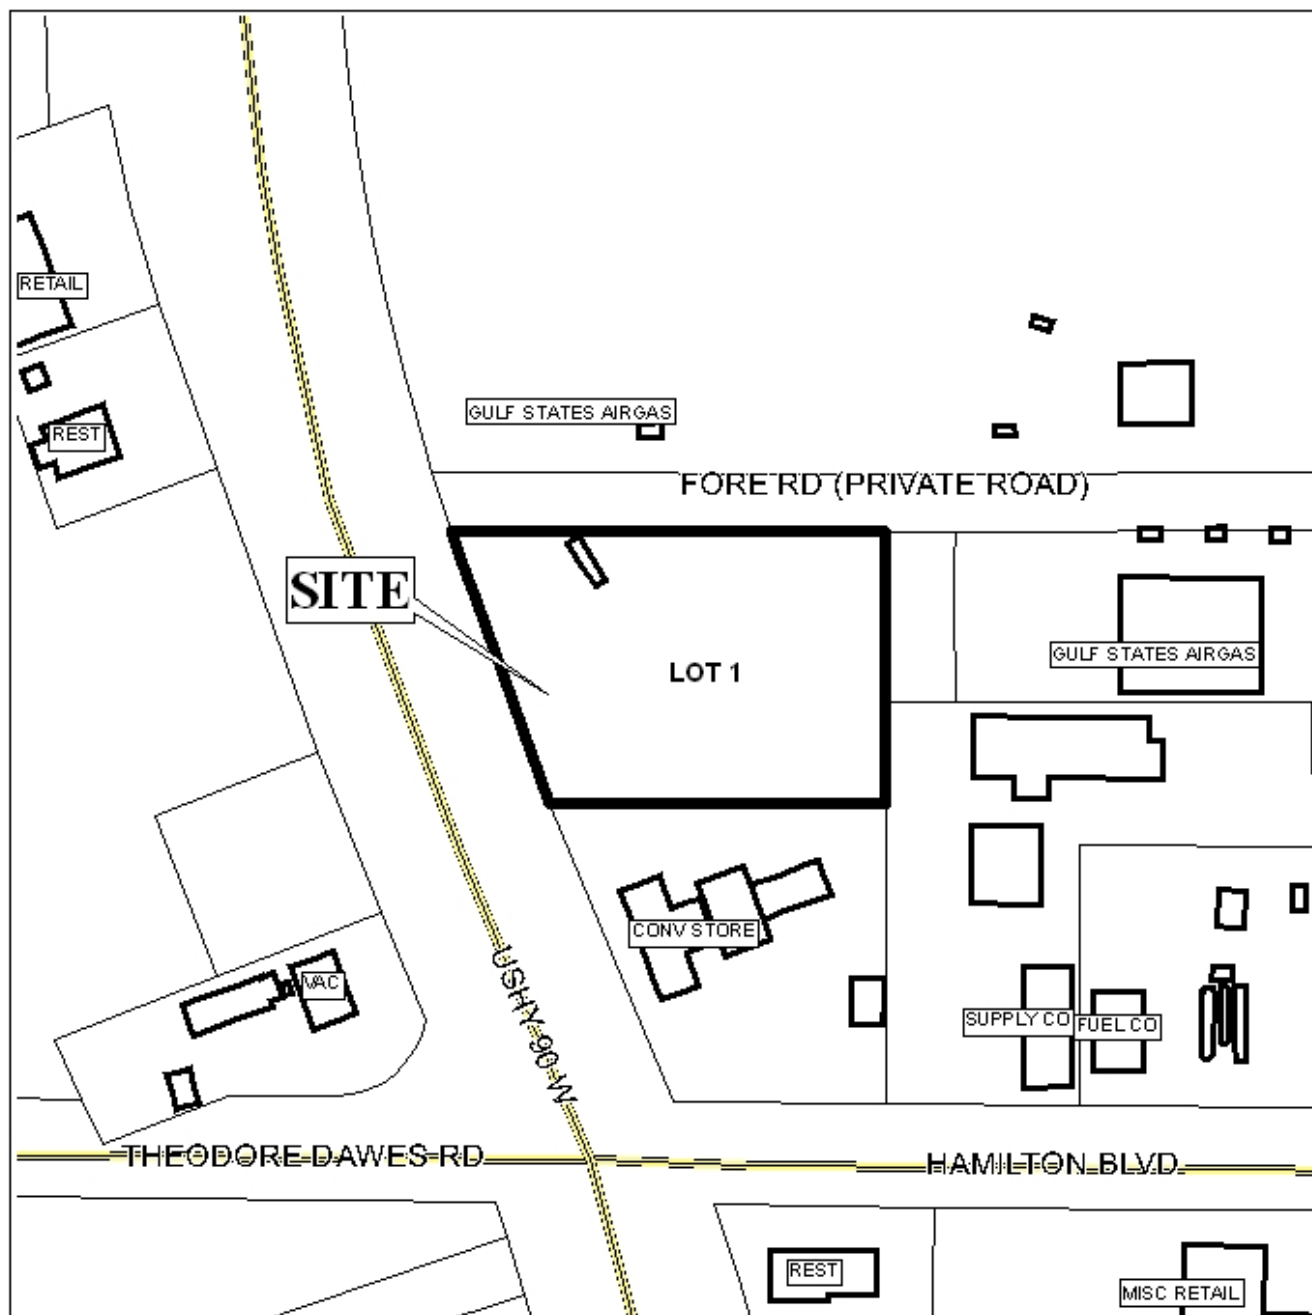 RETAIL
GULF STATES AIRGAS
REST
FORE RD (PRIVATE ROAD)
SITE
GULF STATES AIRGAS
LOT 1
CONV STORE
VAC
SUPPLY CO
FUEL CO
USHY 90 W
THEODORE DAWES RD
HAMILTON BLVD
REST
MISC RETAIL